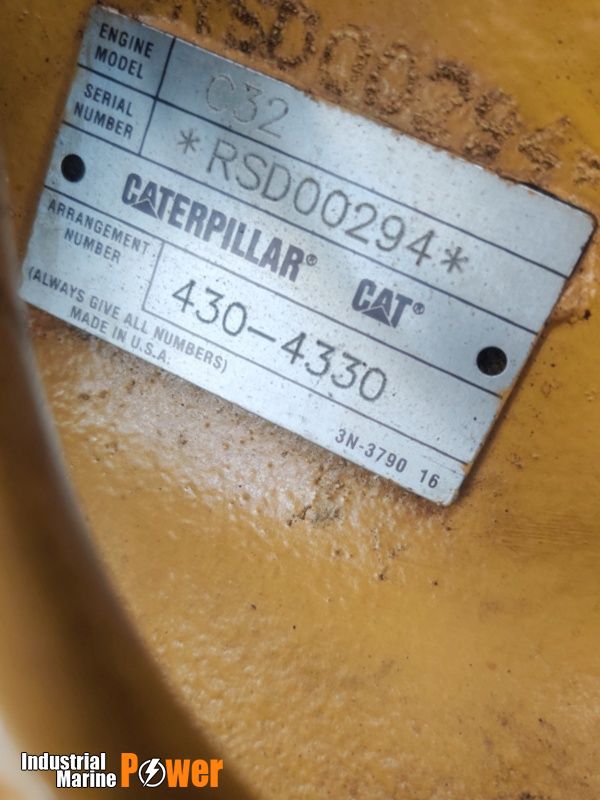 RSD00294*
ENGINE MODEL C32
SERIAL NUMBER *RSD00294*
CATERPILLAR® CAT®
ARRANGEMENT NUMBER 430-4330
(ALWAYS GIVE ALL NUMBERS)
MADE IN U.S.A.
3N-3790 16
Industrial
Marine Power